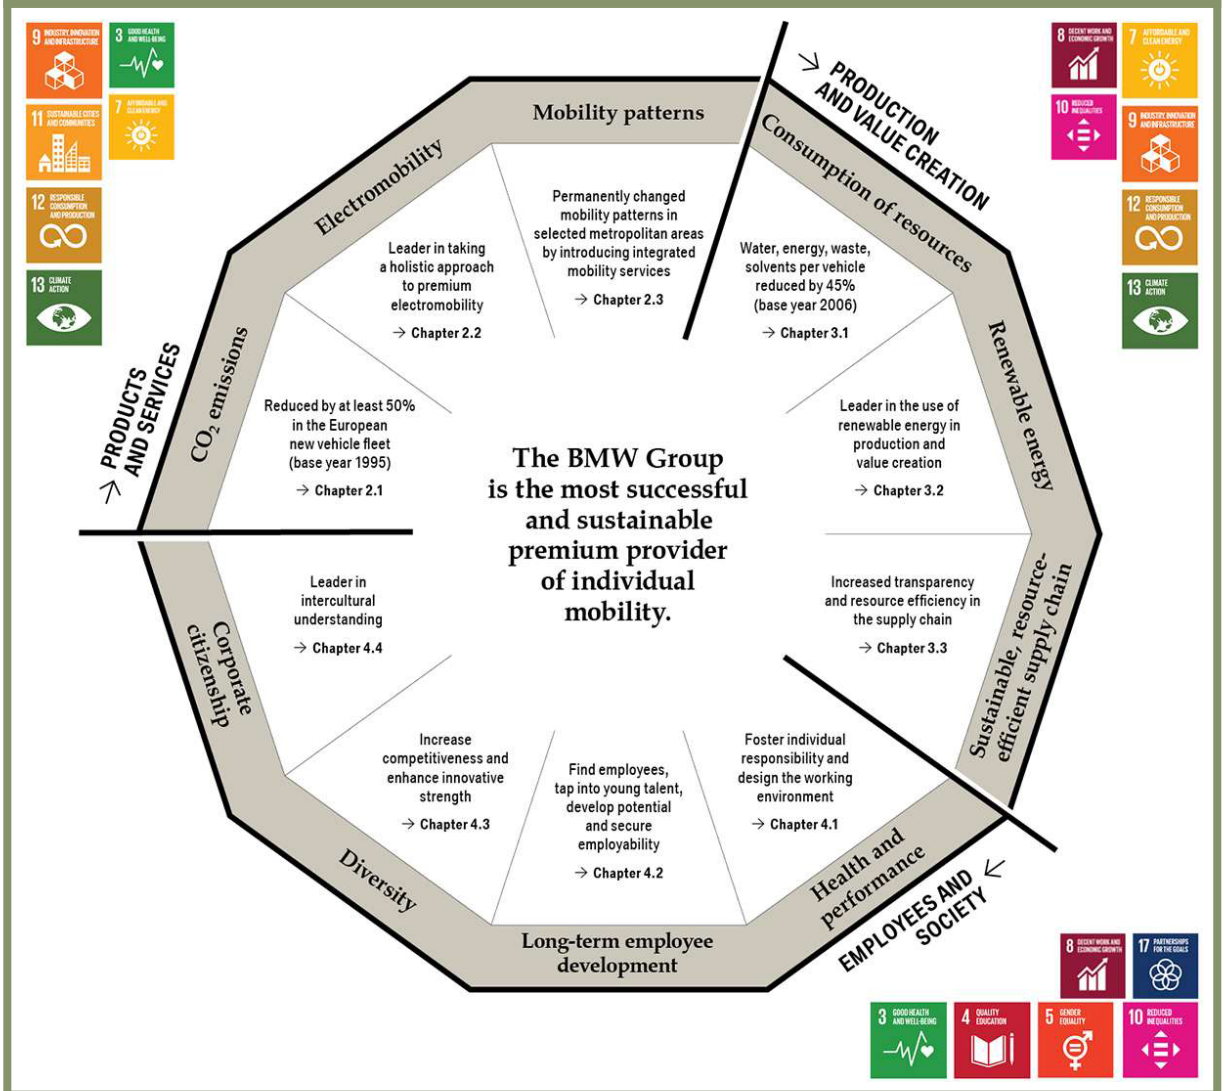 9 INDUSTRY, INNOVATION
AND INFRASTRUCTURE
3 GOOD HEALTH
AND WELL-BEING
11 SUSTAINABLE CITIES
AND COMMUNITIES
7 AFFORDABLE AND
CLEAN ENERGY
12 RESPONSIBLE
CONSUMPTION
AND PRODUCTION
13 CLIMATE
ACTION
8 DECENT WORK AND
ECONOMIC GROWTH
7 AFFORDABLE AND
CLEAN ENERGY
10 REDUCED
INEQUALITIES
9 INDUSTRY, INNOVATION
AND INFRASTRUCTURE
12 RESPONSIBLE
CONSUMPTION
AND PRODUCTION
13 CLIMATE
ACTION
→ PRODUCTS
AND SERVICES
CO₂ emissions
Reduced by at least 50%
in the European
new vehicle fleet
(base year 1995)
→ Chapter 2.1
Electromobility
Leader in taking
a holistic approach
to premium
electromobility
→ Chapter 2.2
Mobility patterns
Permanently changed
mobility patterns in
selected metropolitan areas
by introducing integrated
mobility services
→ Chapter 2.3
→ PRODUCTION
AND VALUE CREATION
Consumption of resources
Water, energy, waste,
solvents per vehicle
reduced by 45%
(base year 2006)
→ Chapter 3.1
Renewable energy
Leader in the use of
renewable energy in
production and
value creation
→ Chapter 3.2
Sustainable, resource-
efficient supply chain
Increased transparency
and resource efficiency in
the supply chain
→ Chapter 3.3
The BMW Group
is the most successful
and sustainable
premium provider
of individual
mobility.
EMPLOYEES AND ←
SOCIETY
Health and
performance
Foster individual
responsibility and
design the working
environment
→ Chapter 4.1
Long-term employee
development
Find employees,
tap into young talent,
develop potential
and secure
employability
→ Chapter 4.2
Diversity
Increase
competitiveness and
enhance innovative
strength
→ Chapter 4.3
Corporate
citizenship
Leader in
intercultural
understanding
→ Chapter 4.4
8 DECENT WORK AND
ECONOMIC GROWTH
17 PARTNERSHIPS
FOR THE GOALS
3 GOOD HEALTH
AND WELL-BEING
4 QUALITY
EDUCATION
5 GENDER
EQUALITY
10 REDUCED
INEQUALITIES